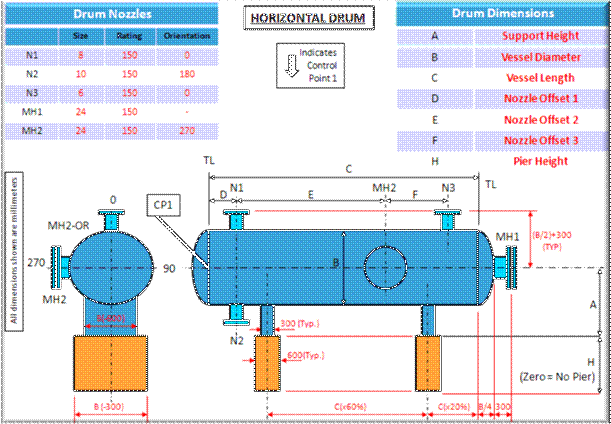 Drum Nozzles
Size Rating Orientation
N1 8 150 0
N2 10 150 180
N3 6 150 0
MH1 24 150 -
MH2 24 150 270
HORIZONTAL DRUM
Indicates
Control
Point 1
Drum Dimensions
A Support Height
B Vessel Diameter
C Vessel Length
D Nozzle Offset 1
E Nozzle Offset 2
F Nozzle Offset 3
H Pier Height
All dimensions shown are millimeters
0
MH2-OR
270
90
MH2
B (-300)
TL
C
TL
D
N1
E
MH2
F
N3
CP1
B
(B/2)+300
(TYP)
MH1
A
N2
300 (Typ.)
600 (Typ.)
H
(Zero = No Pier)
C(x60%)
C(x20%)
B/4
300